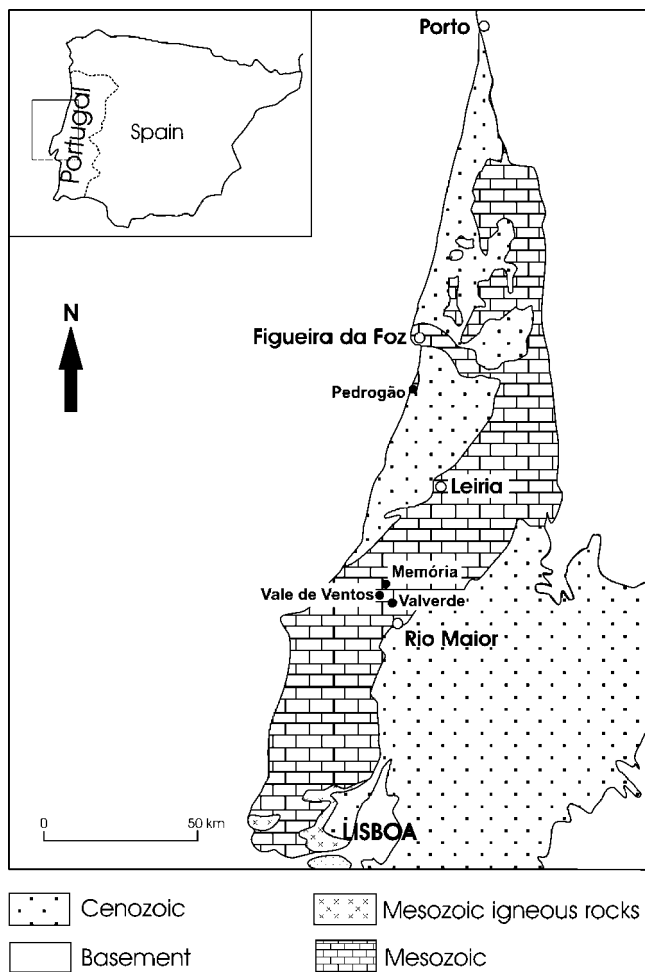 Portugal
Spain
Porto
N
Figueira da Foz
Pedrogão
Leiria
Memória
Vale de Ventos
Valverde
Rio Maior
0 50 km
LISBOA
Cenozoic
Mesozoic igneous rocks
Basement
Mesozoic